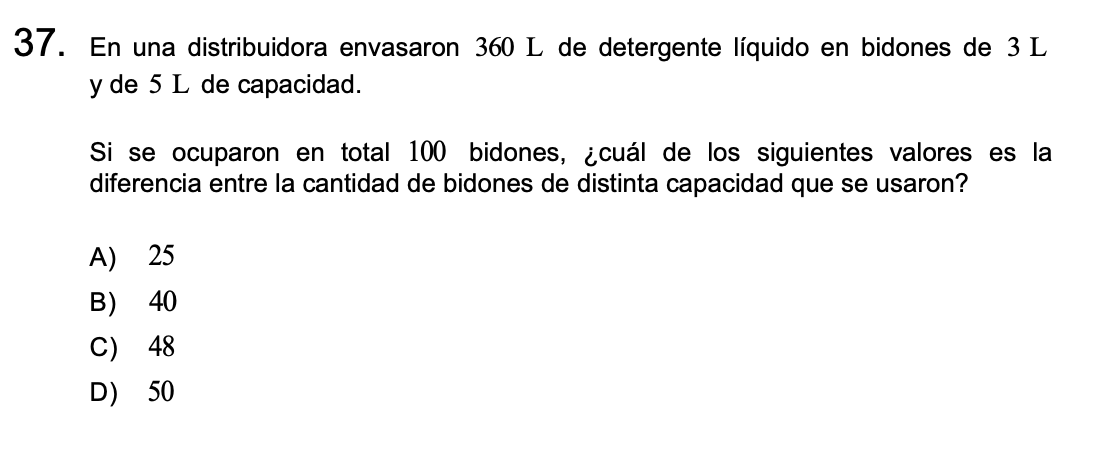 37. En una distribuidora envasaron 360 L de detergente líquido en bidones de 3 L
y de 5 L de capacidad.
Si se ocuparon en total 100 bidones, ¿cuál de los siguientes valores es la
diferencia entre la cantidad de bidones de distinta capacidad que se usaron?
A) 25
B) 40
C) 48
D) 50